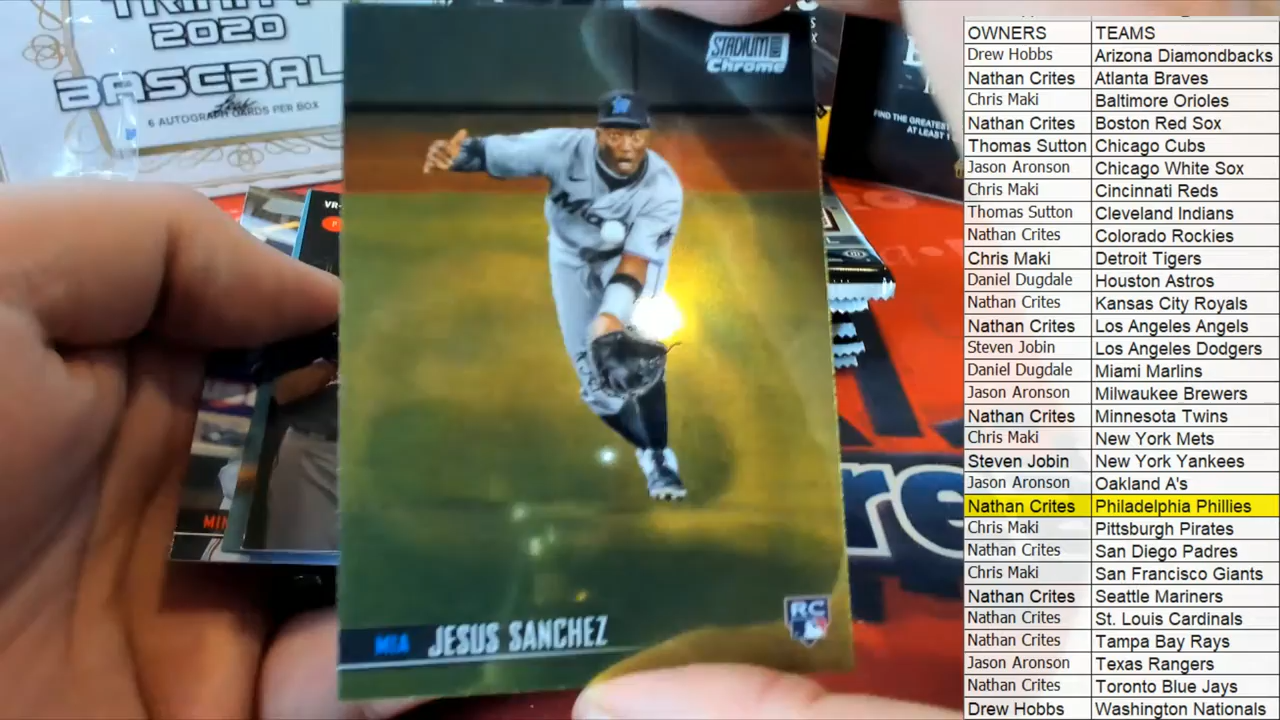 TRINITY
2020
BASEBAL
Leaf
6 AUTOGRAPH CARDS PER BOX
STADIUM CLUB
Chrome
FIND THE GREATEST
AT LEAST
VR-
Mia
MIN
MIA JESUS SANCHEZ
RC
re
OWNERS TEAMS
Drew Hobbs Arizona Diamondbacks
Nathan Crites Atlanta Braves
Chris Maki Baltimore Orioles
Nathan Crites Boston Red Sox
Thomas Sutton Chicago Cubs
Jason Aronson Chicago White Sox
Chris Maki Cincinnati Reds
Thomas Sutton Cleveland Indians
Nathan Crites Colorado Rockies
Chris Maki Detroit Tigers
Daniel Dugdale Houston Astros
Nathan Crites Kansas City Royals
Nathan Crites Los Angeles Angels
Steven Jobin Los Angeles Dodgers
Daniel Dugdale Miami Marlins
Jason Aronson Milwaukee Brewers
Nathan Crites Minnesota Twins
Chris Maki New York Mets
Steven Jobin New York Yankees
Jason Aronson Oakland A's
Nathan Crites Philadelphia Phillies
Chris Maki Pittsburgh Pirates
Nathan Crites San Diego Padres
Chris Maki San Francisco Giants
Nathan Crites Seattle Mariners
Nathan Crites St. Louis Cardinals
Nathan Crites Tampa Bay Rays
Jason Aronson Texas Rangers
Nathan Crites Toronto Blue Jays
Drew Hobbs Washington Nationals